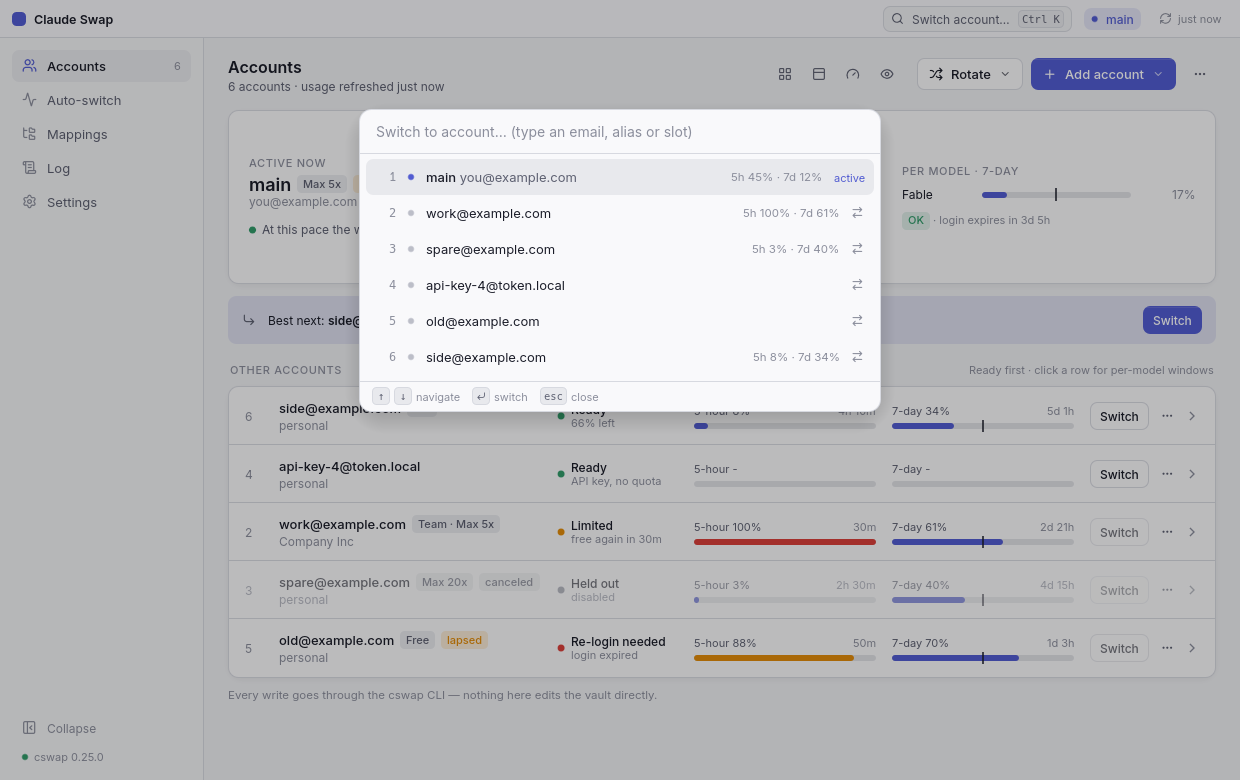 Claude Swap
Switch account... Ctrl K
main
just now
Accounts 6
Auto-switch
Mappings
Log
Settings
Collapse
cswap 0.25.0
Accounts
6 accounts · usage refreshed just now
Rotate
Add account
ACTIVE NOW
main Max 5x
you@example.com
At this pace the
PER MODEL · 7-DAY
Fable 17%
OK · login expires in 3d 5h
Best next: side@
Switch
Switch to account... (type an email, alias or slot)
1 main you@example.com 5h 45% · 7d 12% active
2 work@example.com 5h 100% · 7d 61%
3 spare@example.com 5h 3% · 7d 40%
4 api-key-4@token.local
5 old@example.com
6 side@example.com 5h 8% · 7d 34%
↑ ↓ navigate ↵ switch esc close
OTHER ACCOUNTS
Ready first · click a row for per-model windows
6 side@example.com Ready 5-hour 8% 4h 10m 7-day 34% 5d 1h Switch
personal 66% left
4 api-key-4@token.local Ready 5-hour - 7-day - Switch
personal API key, no quota
2 work@example.com Team · Max 5x Limited 5-hour 100% 30m 7-day 61% 2d 21h Switch
Company Inc free again in 30m
3 spare@example.com Max 20x canceled Held out 5-hour 3% 2h 30m 7-day 40% 4d 15h Switch
personal disabled
5 old@example.com Free lapsed Re-login needed 5-hour 88% 50m 7-day 70% 1d 3h Switch
personal login expired
Every write goes through the cswap CLI — nothing here edits the vault directly.